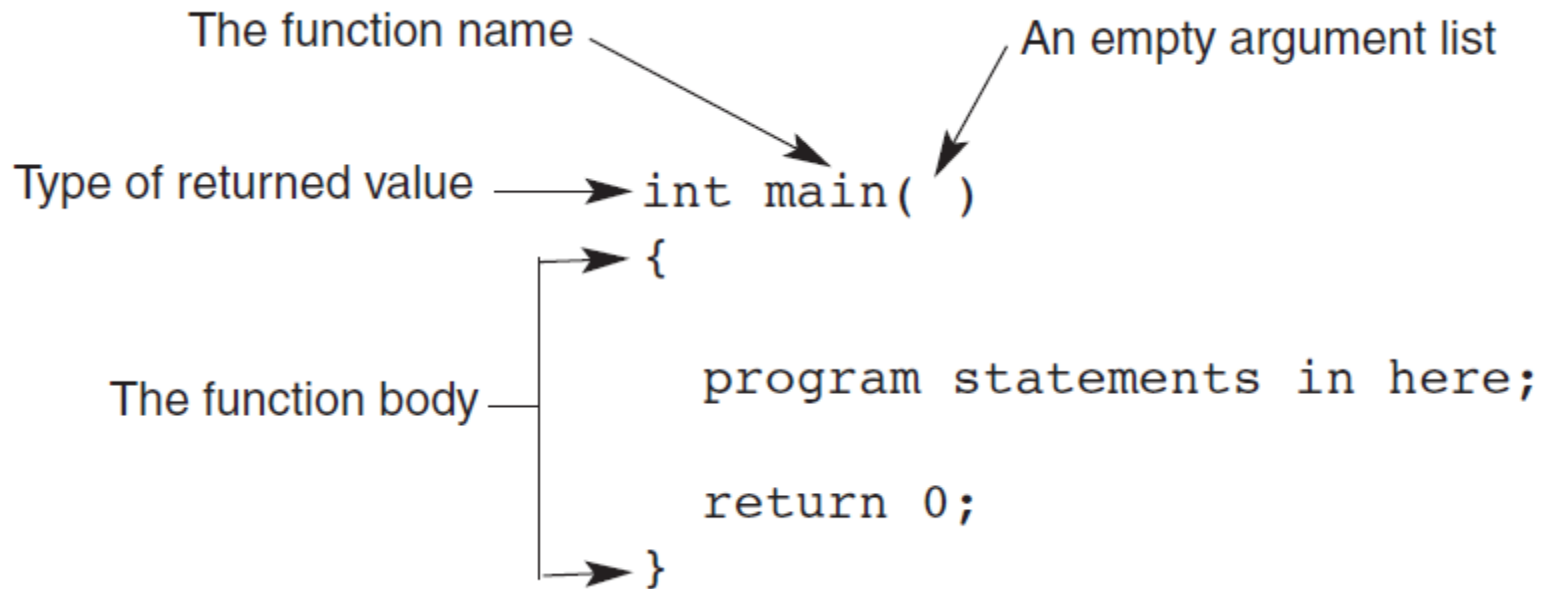 The function name
An empty argument list
Type of returned value
int main( )
{
The function body
program statements in here;
return 0;
}